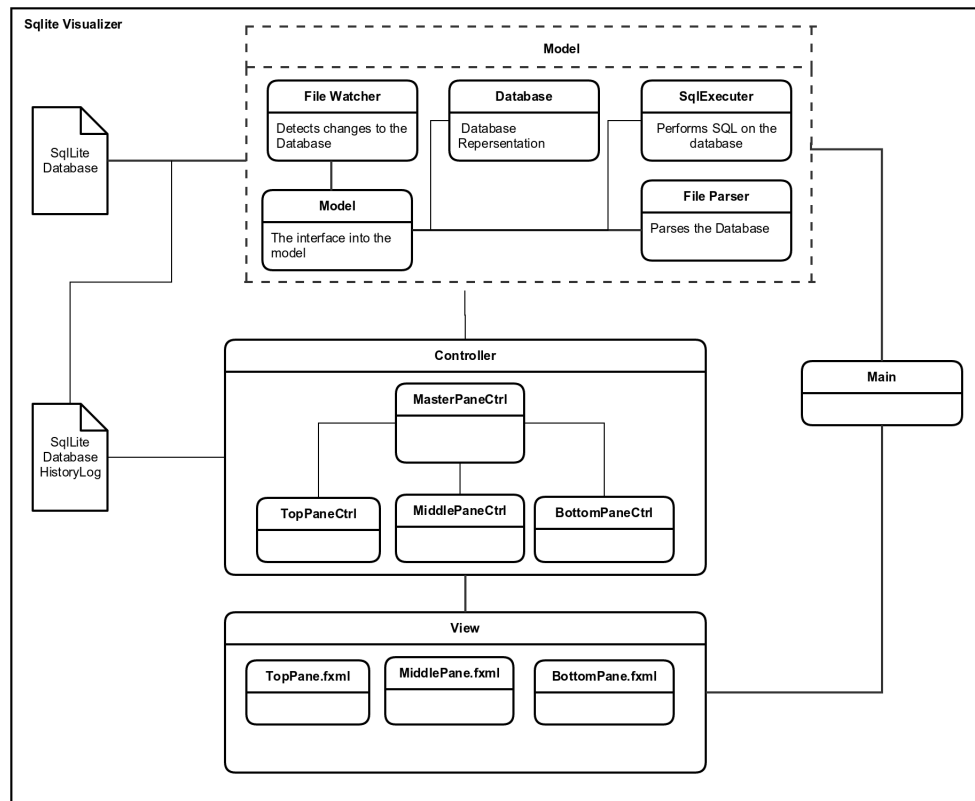 Sqlite Visualizer
Model
File Watcher
Detects changes to the
Database
Database
Database
Repersentation
SqlExecuter
Performs SQL on the
database
SqlLite
Database
Model
The interface into the
model
File Parser
Parses the Database
Controller
Main
MasterPaneCtrl
SqlLite
Database
HistoryLog
TopPaneCtrl
MiddlePaneCtrl
BottomPaneCtrl
View
TopPane.fxml
MiddlePane.fxml
BottomPane.fxml